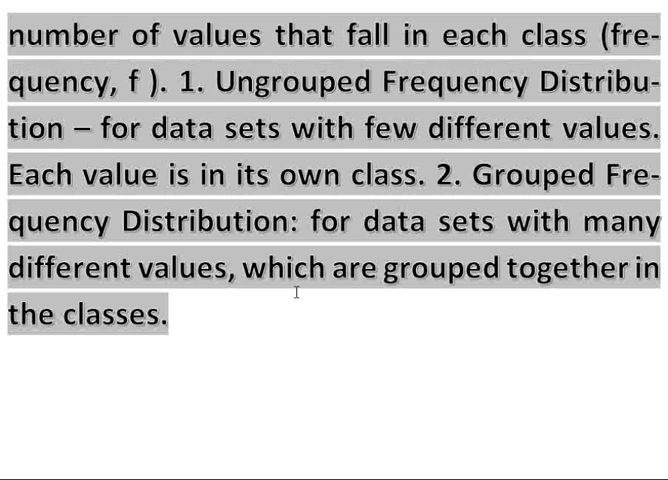 number of values that fall in each class (fre-
quency, f ). 1. Ungrouped Frequency Distribu-
tion – for data sets with few different values.
Each value is in its own class. 2. Grouped Fre-
quency Distribution: for data sets with many
different values, which are grouped together in
the classes.